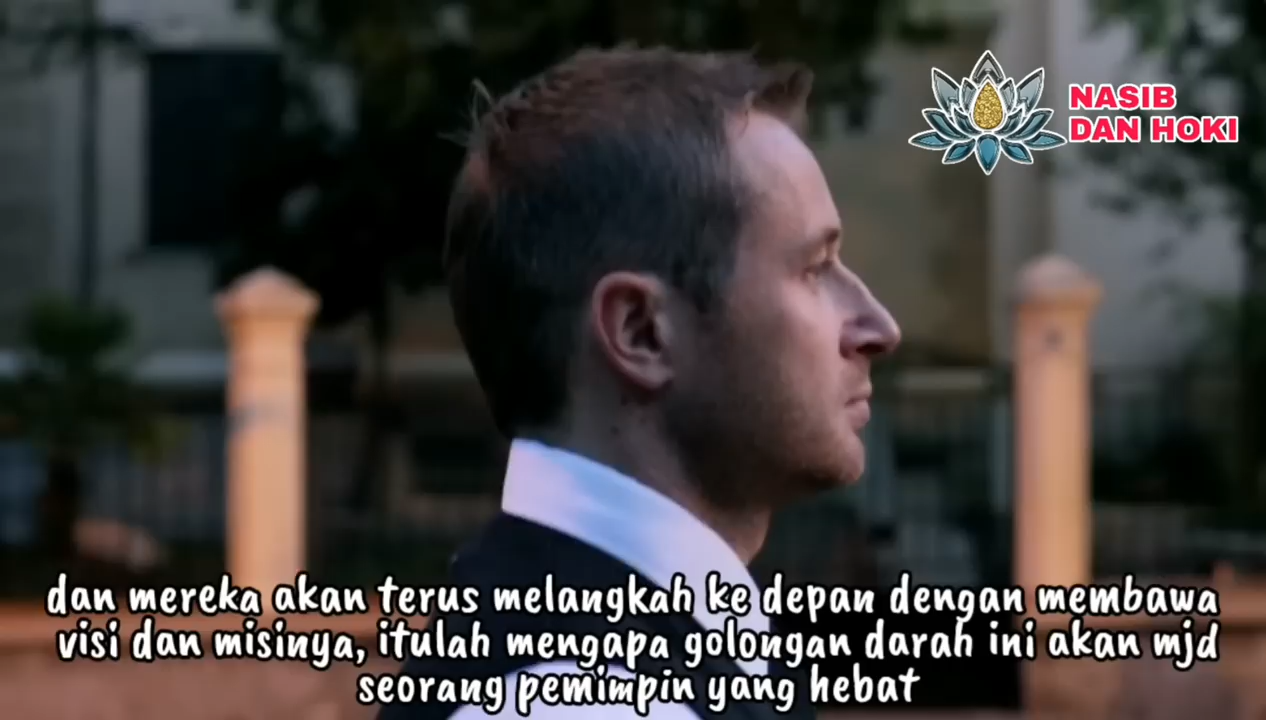 NASIB
DAN HOKI
dan mereka akan terus melangkah ke depan dengan membawa
visi dan misinya, itulah mengapa golongan darah ini akan mjd
seorang pemimpin yang hebat